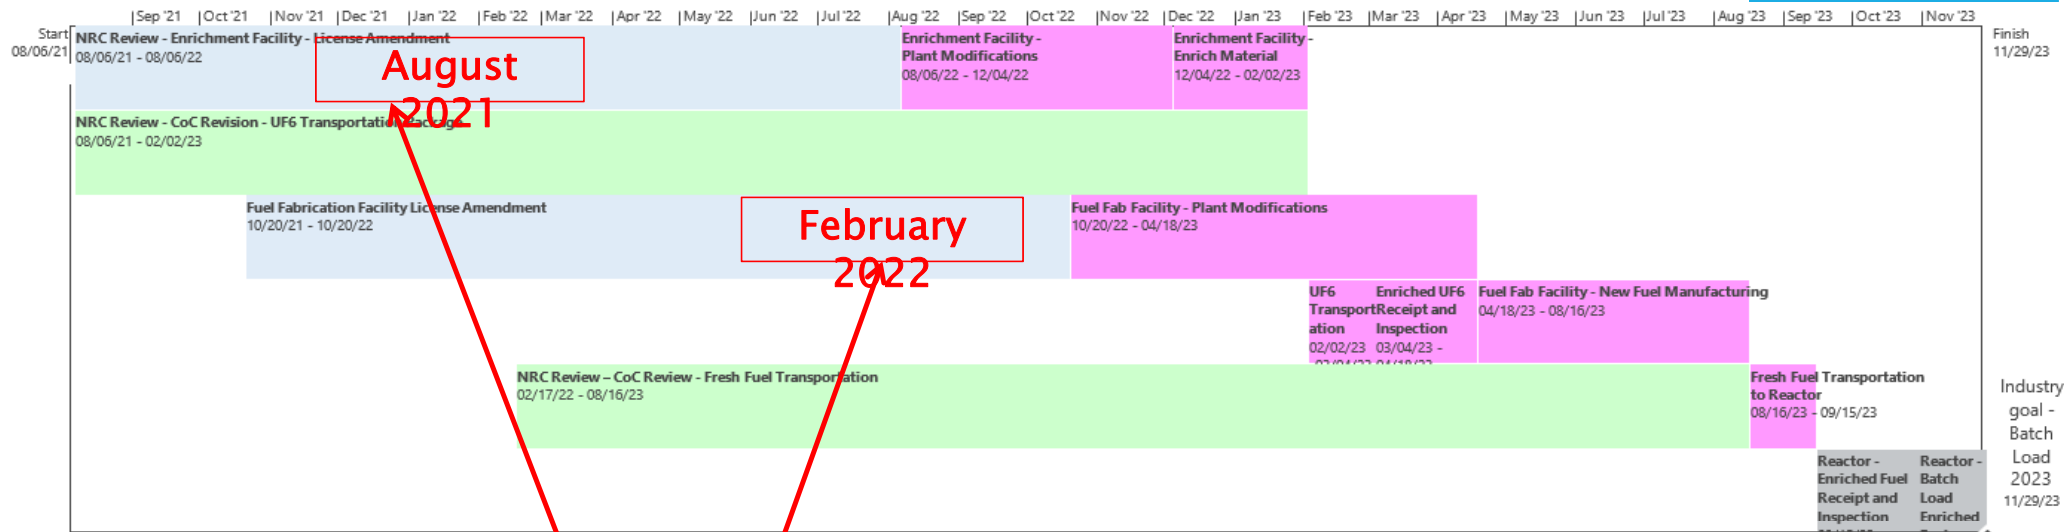 Sep '21 Oct '21 Nov '21 Dec '21 Jan '22 Feb '22 Mar '22 Apr '22 May '22 Jun '22 Jul '22 Aug '22 Sep '22 Oct '22 Nov '22 Dec '22 Jan '23 Feb '23 Mar '23 Apr '23 May '23 Jun '23 Jul '23 Aug '23 Sep '23 Oct '23 Nov '23
Start
08/06/21
NRC Review - Enrichment Facility - License Amendment
08/06/21 - 08/06/22
August
2021
Enrichment Facility -
Plant Modifications
08/06/22 - 12/04/22
Enrichment Facility -
Enrich Material
12/04/22 - 02/02/23
Finish
11/29/23
NRC Review - CoC Revision - UF6 Transportation Package
08/06/21 - 02/02/23
Fuel Fabrication Facility License Amendment
10/20/21 - 10/20/22
February
2022
Fuel Fab Facility - Plant Modifications
10/20/22 - 04/18/23
UF6
Transport
ation
02/02/23
- 03/04/23
Enriched UF6
Receipt and
Inspection
03/04/23 -
04/18/23
Fuel Fab Facility - New Fuel Manufacturing
04/18/23 - 08/16/23
NRC Review – CoC Review - Fresh Fuel Transportation
02/17/22 - 08/16/23
Fresh Fuel Transportation
to Reactor
08/16/23 - 09/15/23
Industry
goal -
Batch
Load
2023
11/29/23
Reactor -
Enriched Fuel
Receipt and
Inspection
Reactor -
Batch
Load
Enriched